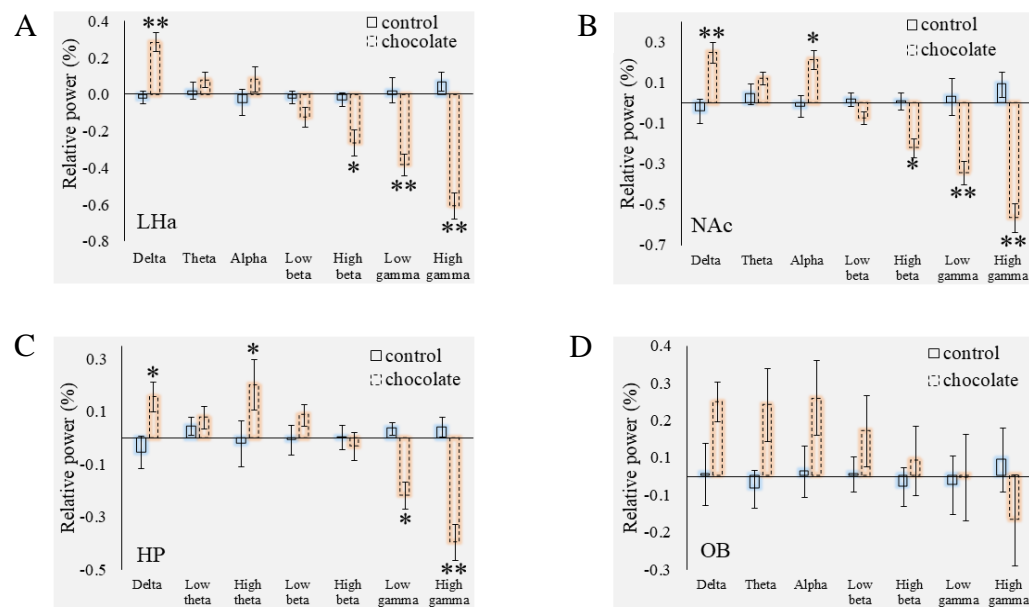 A
Relative power (%)
0.4
0.2
0.0
-0.2
-0.4
-0.6
-0.8
control
chocolate
**
*
**
**
LHa
Delta
Theta
Alpha
Low
beta
High
beta
Low
gamma
High
gamma
B
Relative power (%)
0.3
0.1
-0.1
-0.3
-0.5
-0.7
control
chocolate
**
*
*
**
**
NAc
Delta
Theta
Alpha
Low
beta
High
beta
Low
gamma
High
gamma
C
Relative power (%)
0.3
0.1
-0.1
-0.3
-0.5
control
chocolate
*
*
*
**
HP
Delta
Low
theta
High
theta
Low
beta
High
beta
Low
gamma
High
gamma
D
Relative power (%)
0.4
0.3
0.2
0.1
-0.1
-0.2
-0.3
control
chocolate
OB
Delta
Theta
Alpha
Low
beta
High
beta
Low
gamma
High
gamma